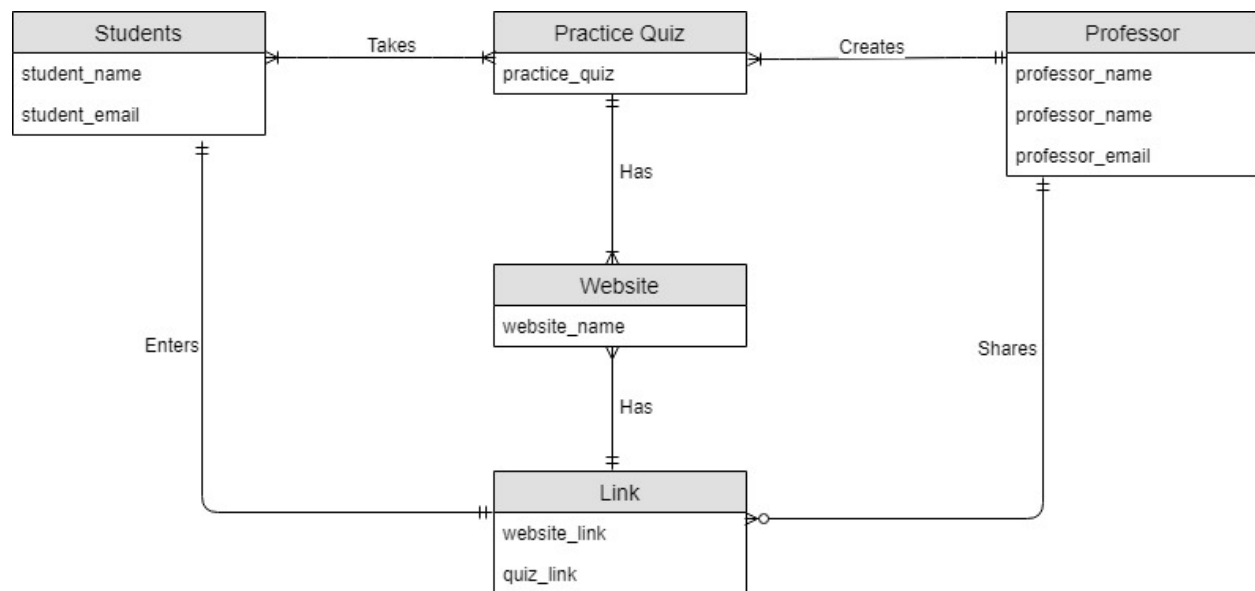 Students
student_name
student_email
Takes
Practice Quiz
practice_quiz
Creates
Professor
professor_name
professor_name
professor_email
Has
Website
website_name
Enters
Shares
Has
Link
website_link
quiz_link